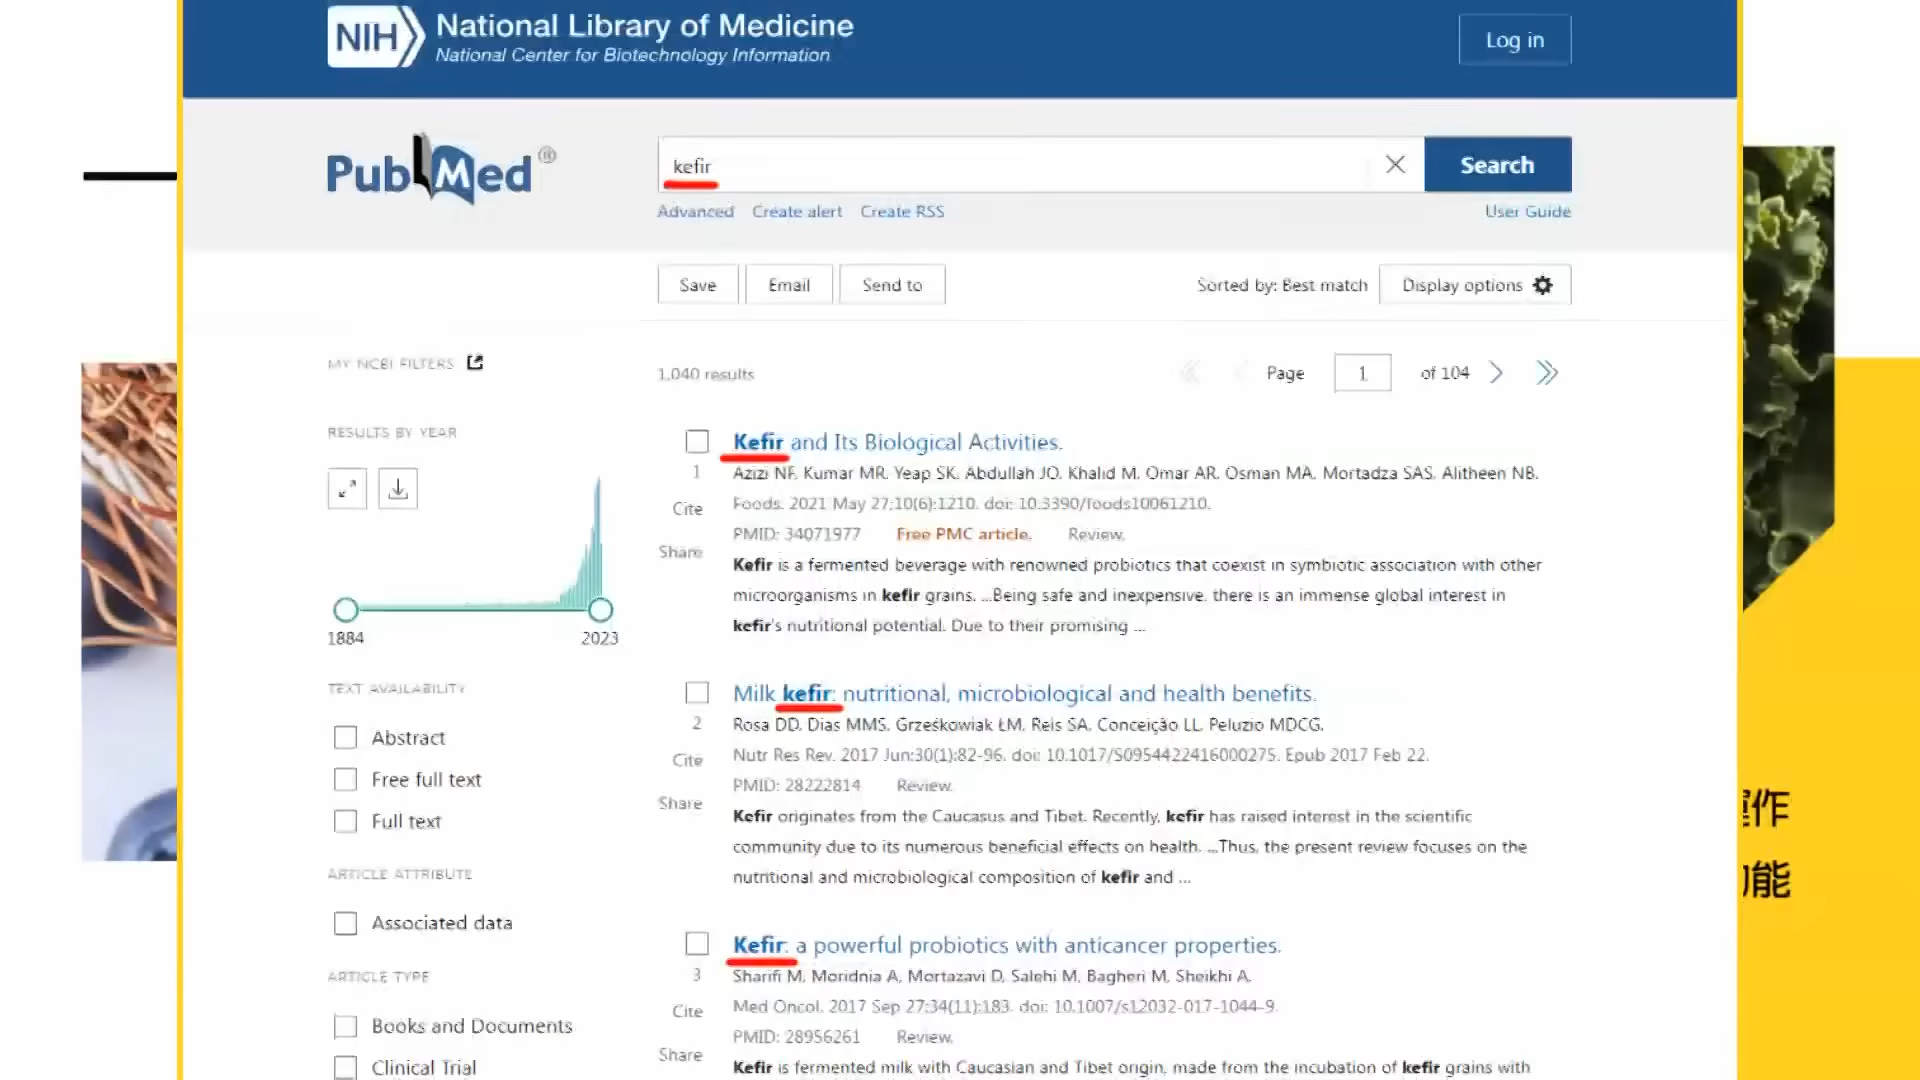 NIH National Library of Medicine
National Center for Biotechnology Information
Log in
PubMed®
kefir
Search
Advanced Create alert Create RSS
User Guide
Save Email Send to
Sorted by: Best match Display options
MY NCBI FILTERS
1,040 results
Page 1 of 104
RESULTS BY YEAR
1884 2023
TEXT AVAILABILITY
Abstract
Free full text
Full text
ARTICLE ATTRIBUTE
Associated data
ARTICLE TYPE
Books and Documents
Clinical Trial
Kefir and Its Biological Activities.
1
Azizi NF, Kumar MR, Yeap SK, Abdullah JO, Khalid M, Omar AR, Osman MA, Mortadza SAS, Alitheen NB.
Cite
Foods. 2021 May 27;10(6):1210. doi: 10.3390/foods10061210.
PMID: 34071977 Free PMC article. Review.
Share
Kefir is a fermented beverage with renowned probiotics that coexist in symbiotic association with other
microorganisms in kefir grains. ...Being safe and inexpensive, there is an immense global interest in
kefir's nutritional potential. Due to their promising ...
Milk kefir: nutritional, microbiological and health benefits.
2
Rosa DD, Dias MMS, Grześkowiak ŁM, Reis SA, Conceição LL, Peluzio MDCG.
Cite
Nutr Res Rev. 2017 Jun;30(1):82-96. doi: 10.1017/S0954422416000275. Epub 2017 Feb 22.
PMID: 28222814 Review.
Share
Kefir originates from the Caucasus and Tibet. Recently, kefir has raised interest in the scientific
community due to its numerous beneficial effects on health. ...Thus, the present review focuses on the
nutritional and microbiological composition of kefir and ...
Kefir: a powerful probiotics with anticancer properties.
3
Sharifi M, Moridnia A, Mortazavi D, Salehi M, Bagheri M, Sheikhi A.
Cite
Med Oncol. 2017 Sep 27;34(11):183. doi: 10.1007/s12032-017-1044-9.
PMID: 28956261 Review.
Share
Kefir is fermented milk with Caucasian and Tibet origin, made from the incubation of kefir grains with
作
能